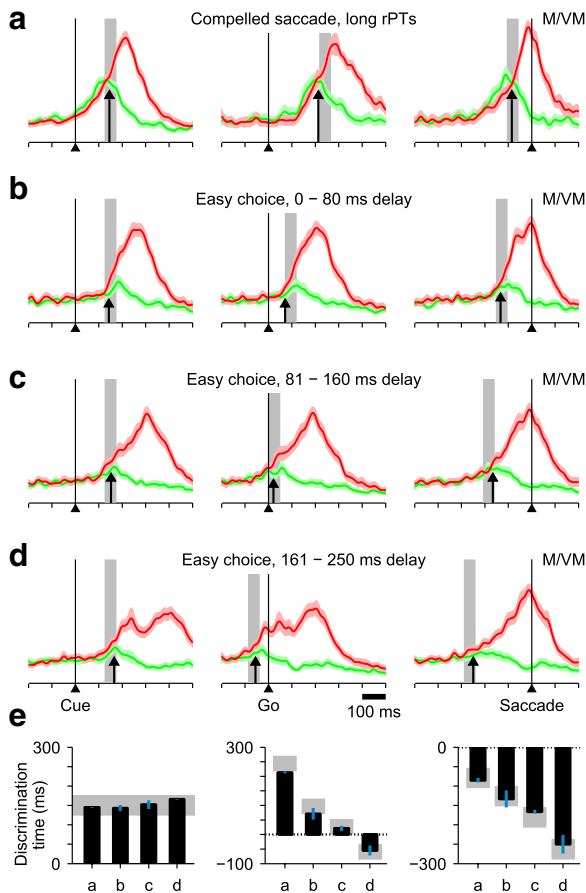 a
Compelled saccade, long rPTs
M/VM
b
Easy choice, 0 − 80 ms delay
M/VM
c
Easy choice, 81 − 160 ms delay
M/VM
d
Easy choice, 161 − 250 ms delay
M/VM
Cue
Go
100 ms
Saccade
e
Discrimination
time (ms)
300
0
a b c d
300
−100
a b c d
0
−300
a b c d